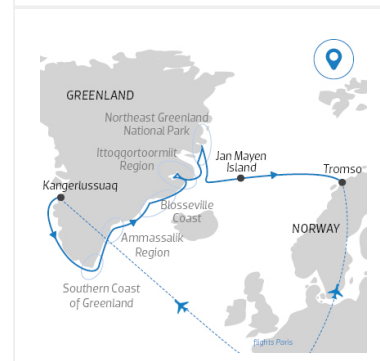 GREENLAND
Northeast Greenland
National Park
Ittoqqortoormiit
Region
Jan Mayen
Island
Tromso
Kangerlussuaq
Blosseville
Coast
NORWAY
Ammassalik
Region
Southern Coast
of Greenland
flights Paris